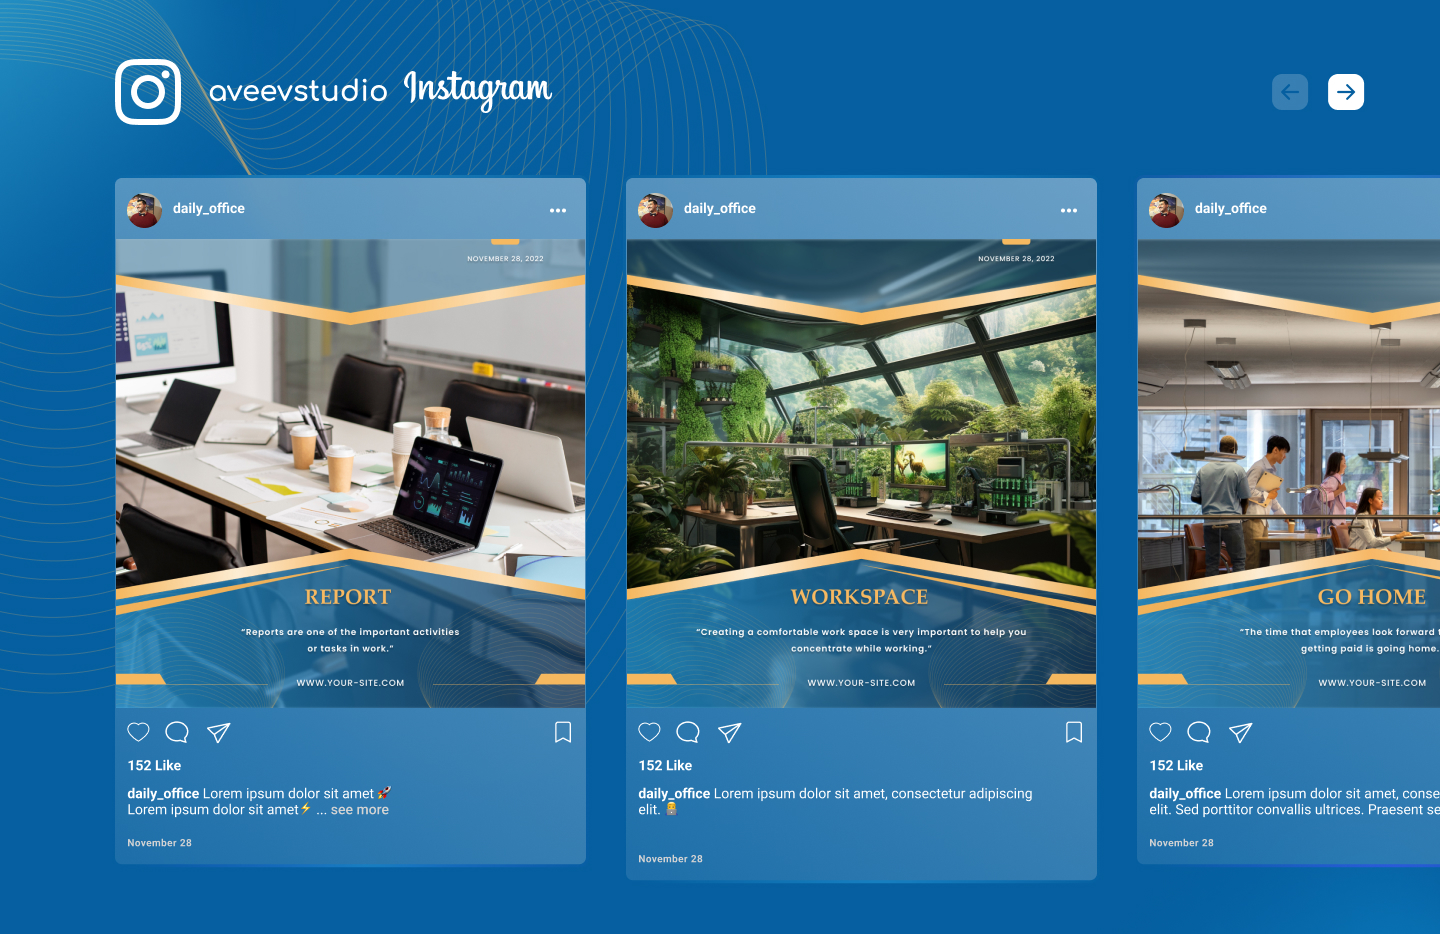 aveevstudio Instagram
daily_office
NOVEMBER 28, 2022
REPORT
“Reports are one of the important activities
or tasks in work.”
WWW.YOUR-SITE.COM
152 Like
daily_office Lorem ipsum dolor sit amet 🚀
Lorem ipsum dolor sit amet⚡ ... see more
November 28
daily_office
NOVEMBER 28, 2022
WORKSPACE
“Creating a comfortable work space is very important to help you
concentrate while working.”
WWW.YOUR-SITE.COM
152 Like
daily_office Lorem ipsum dolor sit amet, consectetur adipiscing
elit.
November 28
daily_office
GO HOME
“The time that employees look forward
getting paid is going home.
WWW.YOUR-SITE.COM
152 Like
daily_office Lorem ipsum dolor sit amet, conse
elit. Sed porttitor convallis ultrices. Praesent se
November 28